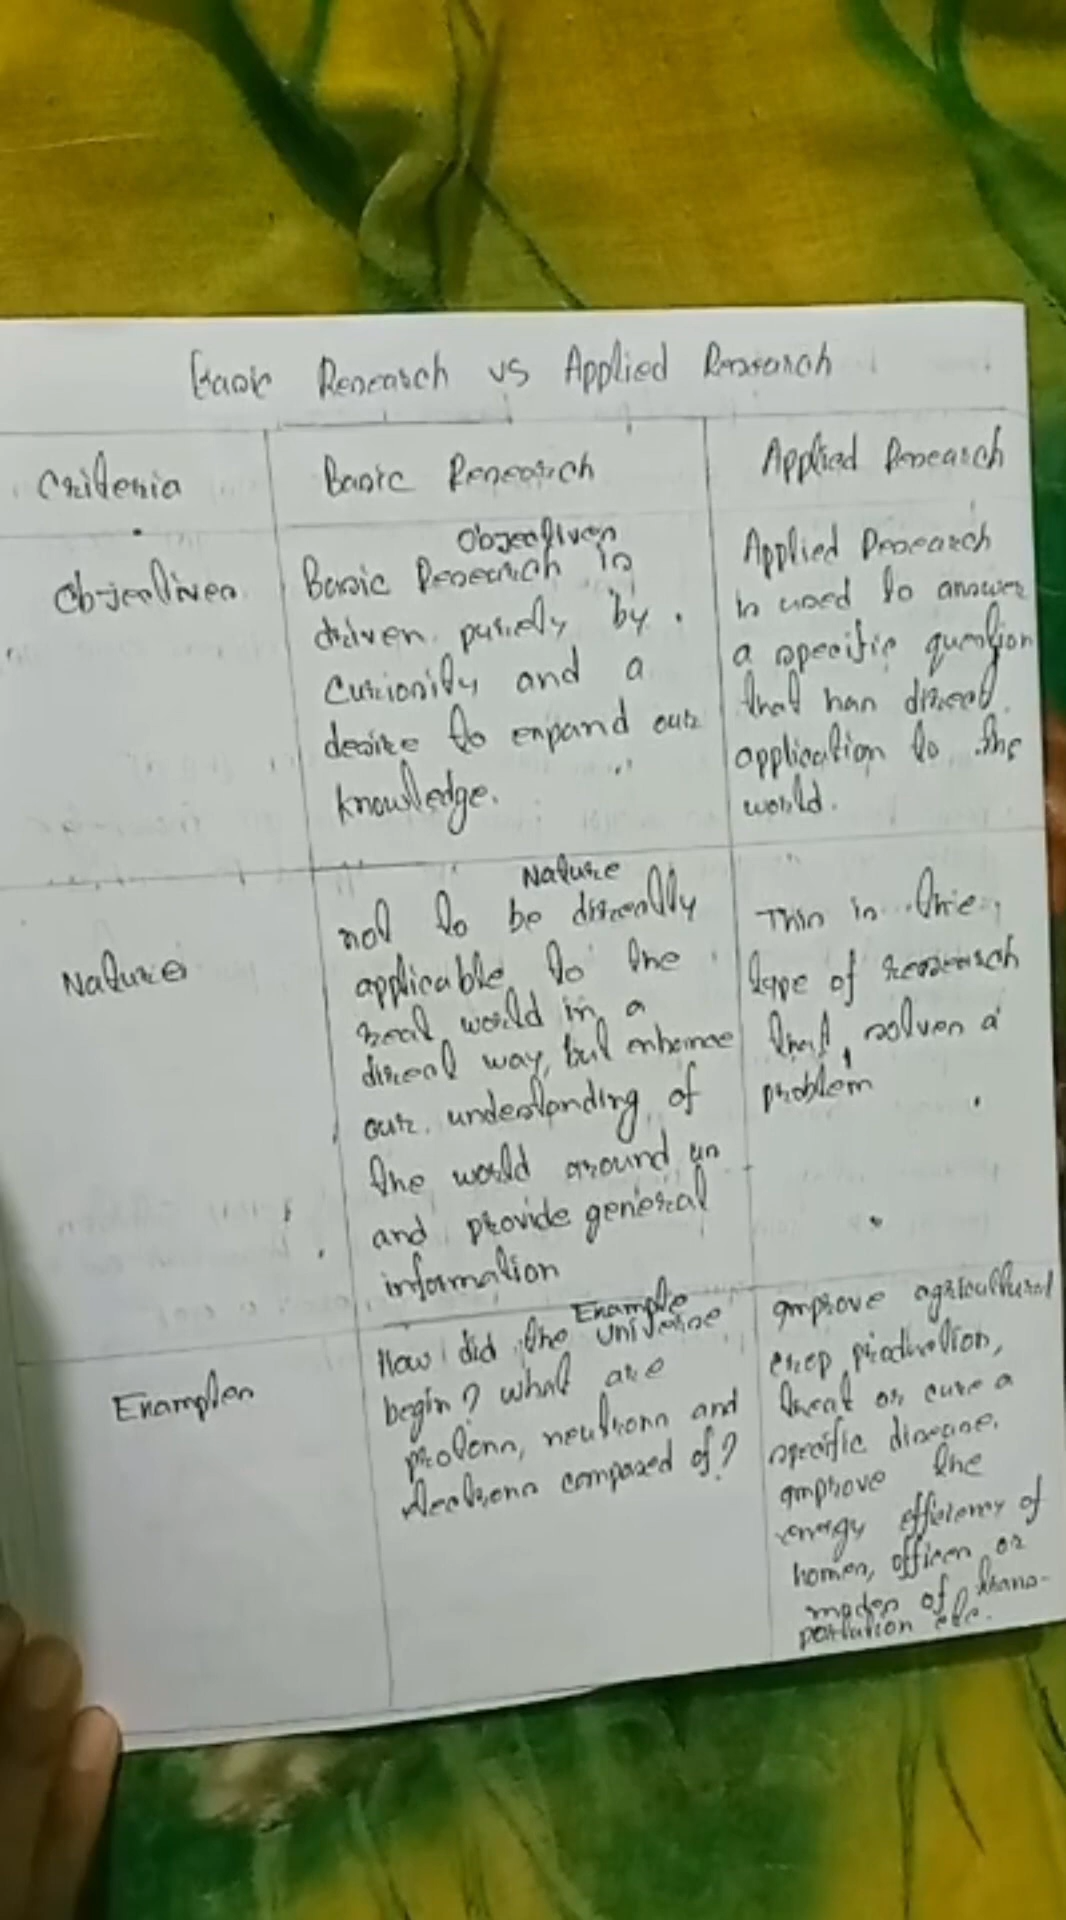 Basic Research vs Applied Research
Criteria
Basic Research
Applied Research
Objectives
Objectives
Basic Research is
driven purely by
Curiosity and a
desire to expand our
knowledge.
Applied Research
is used to answer
a specific question
that has direct
application to the
world.
Nature
Nature
not to be directly
applicable to the
real world in a
direct way, but enhance
our understanding of
the world around us
and provide general
information
This is the
type of research
that solves a
problem
Examples
Example
How did the universe
begin? what are
protons, neutrons and
electrons composed of?
improve agricultural
crop production,
treat or cure a
specific disease.
improve the
energy efficiency of
homes, offices or
modes of trans-
portation etc.